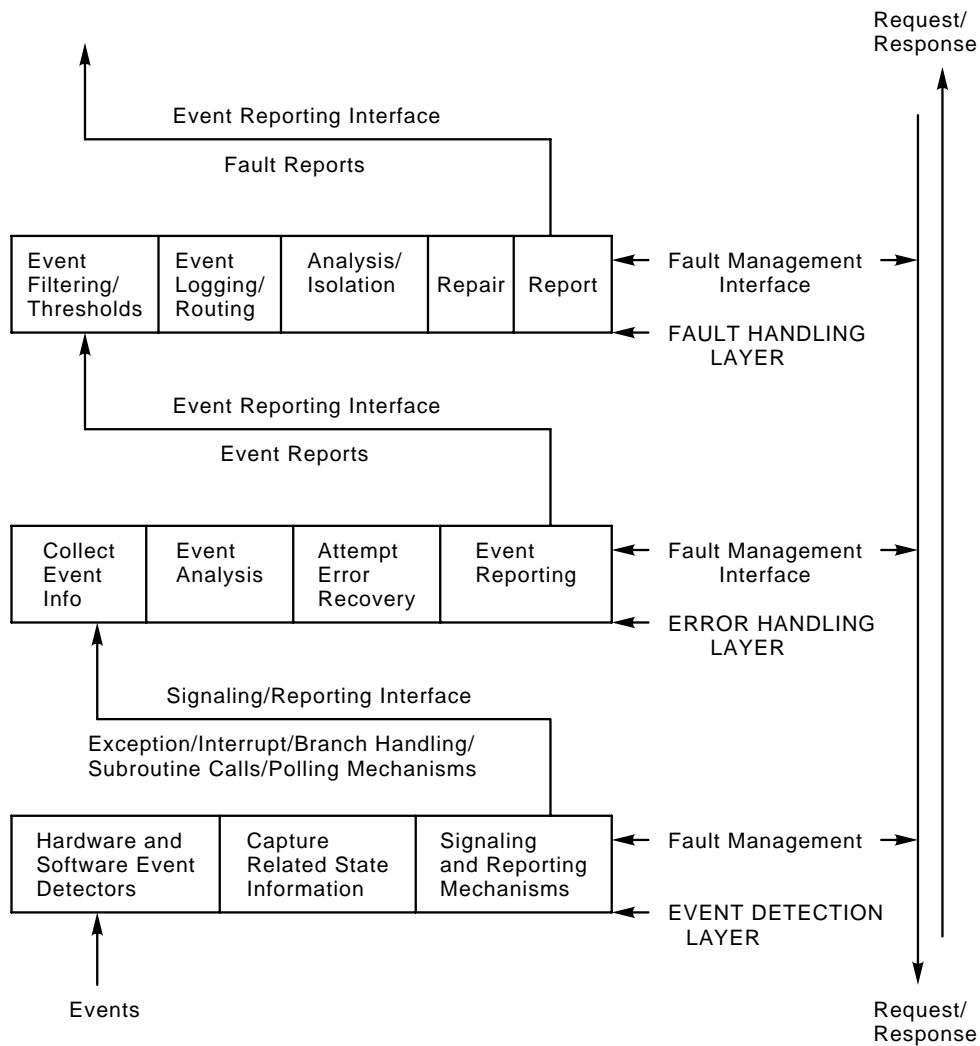 Request/
Response
Event Reporting Interface
Fault Reports
Event
Filtering/
Thresholds
Event
Logging/
Routing
Analysis/
Isolation
Repair
Report
Fault Management
Interface
FAULT HANDLING
LAYER
Event Reporting Interface
Event Reports
Collect
Event
Info
Event
Analysis
Attempt
Error
Recovery
Event
Reporting
Fault Management
Interface
ERROR HANDLING
LAYER
Signaling/Reporting Interface
Exception/Interrupt/Branch Handling/
Subroutine Calls/Polling Mechanisms
Hardware and
Software Event
Detectors
Capture
Related State
Information
Signaling
and Reporting
Mechanisms
Fault Management
EVENT DETECTION
LAYER
Events
Request/
Response